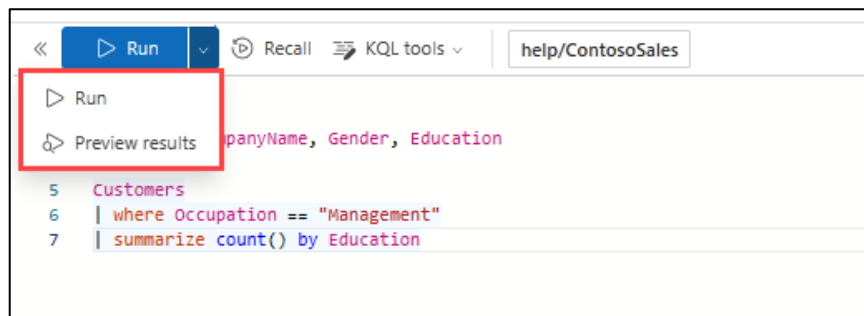 Run Recall KQL tools help/ContosoSales
Run
Preview results
, Gender, Education
5 Customers
6 | where Occupation == "Management"
7 | summarize count() by Education